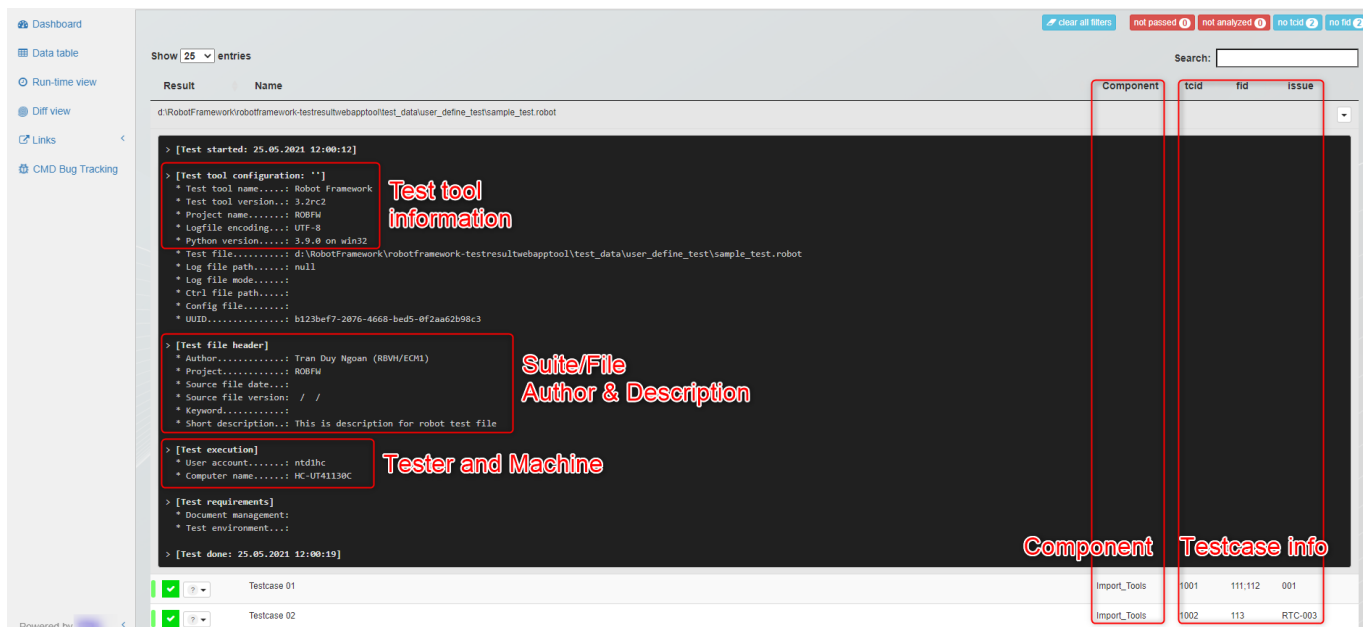 Dashboard
clear all filters not passed 0 not analyzed 0 no tcid 2 no fid 2
Data table
Show 25 entries
Search:
Run-time view
Result Name Component tcid fid issue
Diff view
d:\RobotFramework\robotframework-testresultwebapptool\test_data\user_define_test\sample_test.robot
Links
CMD Bug Tracking
> [Test started: 25.05.2021 12:00:12]
> [Test tool configuration: '']
* Test tool name.....: Robot Framework
* Test tool version..: 3.2rc2
* Project name.......: ROBFW
* Logfile encoding...: UTF-8
* Python version.....: 3.9.0 on win32
Test tool
information
* Test file..........: d:\RobotFramework\robotframework-testresultwebapptool\test_data\user_define_test\sample_test.robot
* Log file path......: null
* Log file mode......:
* Ctrl file path.....:
* Config file........:
* UUID...............: b123bef7-2076-4668-bed5-0f2aa62b98c3
> [Test file header]
* Author.............: Tran Duy Ngoan (RBVH/ECM1)
* Project............: ROBFW
* Source file date...:
* Source file version: / /
* Keyword............:
* Short description..: This is description for robot test file
Suite/File
Author & Description
> [Test execution]
* User account.......: ntd1hc
* Computer name......: HC-UT41130C
Tester and Machine
> [Test requirements]
* Document management:
* Test environment...:
> [Test done: 25.05.2021 12:00:19]
Component Testcase info
? Testcase 01 Import_Tools 1001 111;112 001
? Testcase 02 Import_Tools 1002 113 RTC-003
Powered by